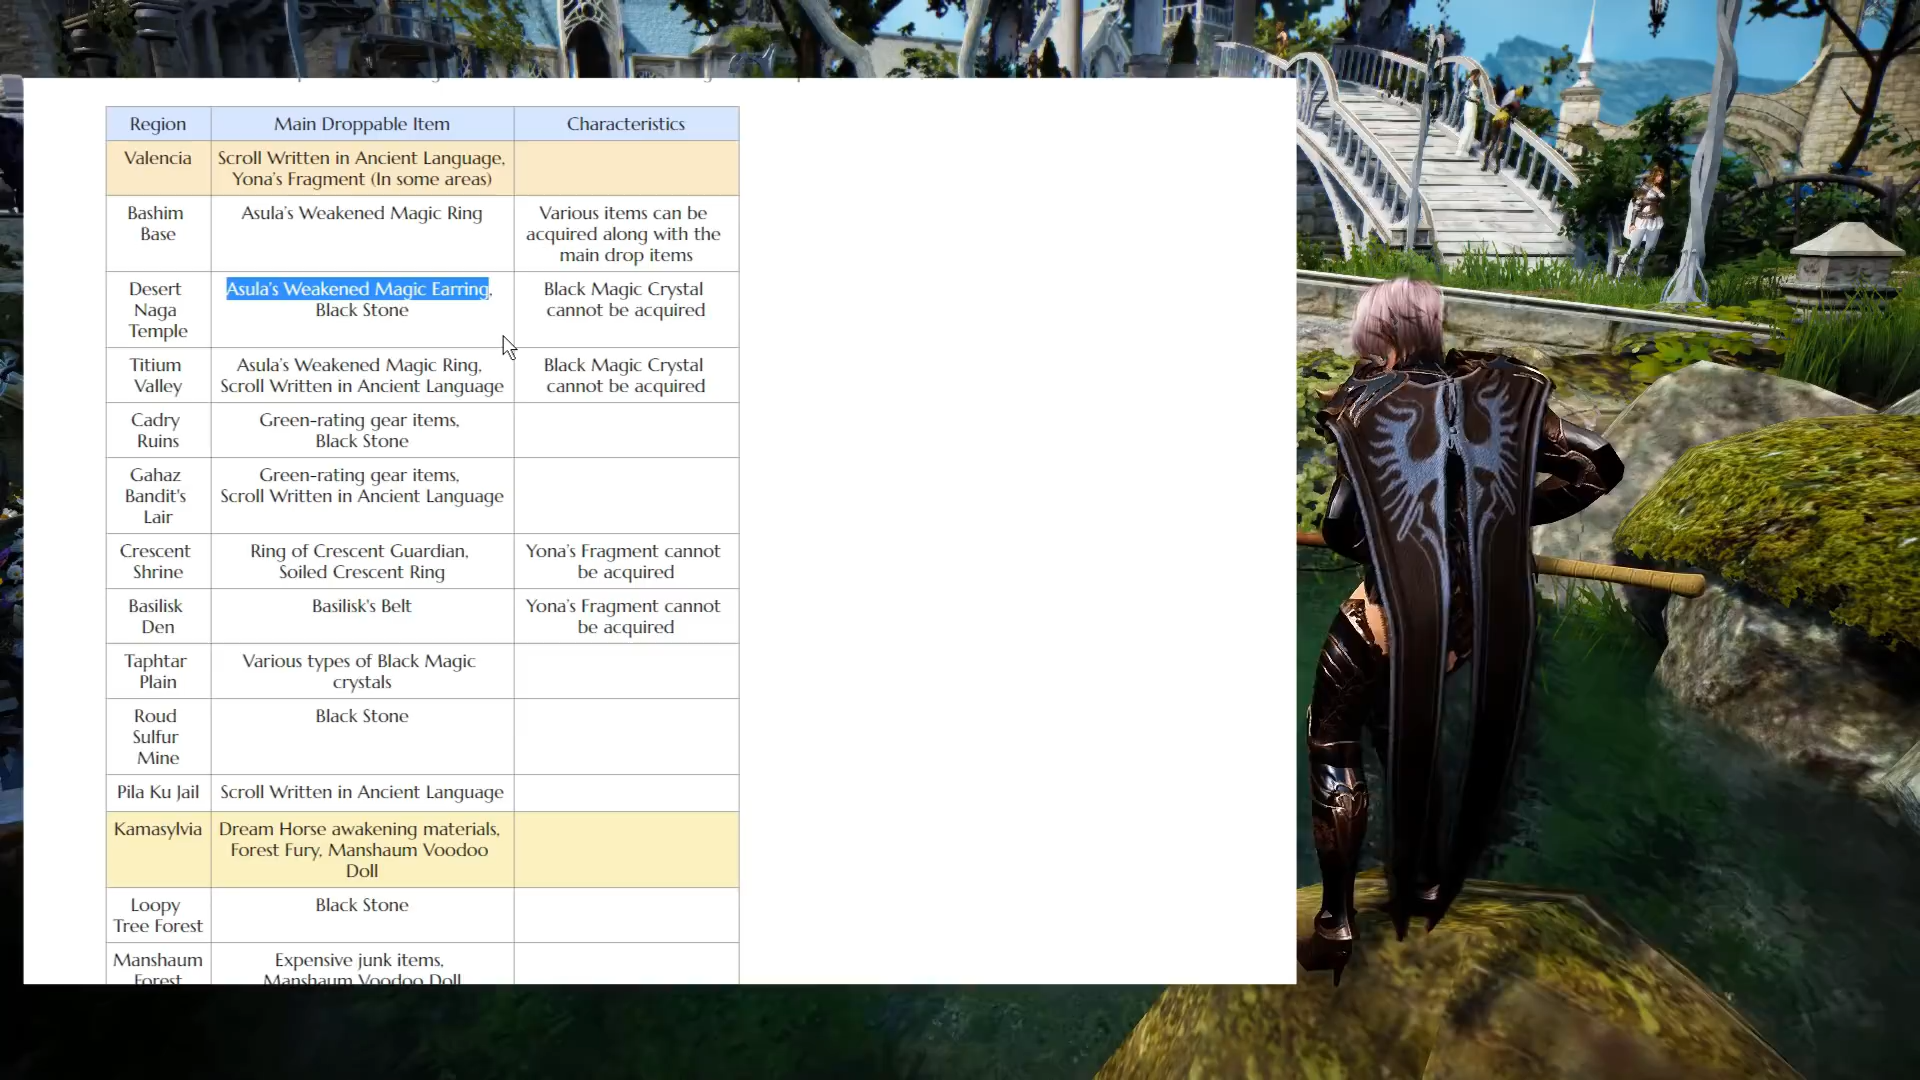 Region Main Droppable Item Characteristics
Valencia Scroll Written in Ancient Language,
Yona's Fragment (In some areas)
Bashim
Base
Asula's Weakened Magic Ring
Various items can be
acquired along with the
main drop items
Desert
Naga
Temple
Asula's Weakened Magic Earring,
Black Stone
Black Magic Crystal
cannot be acquired
Titium
Valley
Asula's Weakened Magic Ring,
Scroll Written in Ancient Language
Black Magic Crystal
cannot be acquired
Cadry
Ruins
Green-rating gear items,
Black Stone
Gahaz
Bandit's
Lair
Green-rating gear items,
Scroll Written in Ancient Language
Crescent
Shrine
Ring of Crescent Guardian,
Soiled Crescent Ring
Yona's Fragment cannot
be acquired
Basilisk
Den
Basilisk's Belt
Yona's Fragment cannot
be acquired
Taphtar
Plain
Various types of Black Magic
crystals
Roud
Sulfur
Mine
Black Stone
Pila Ku Jail Scroll Written in Ancient Language
Kamasylvia Dream Horse awakening materials,
Forest Fury, Manshaum Voodoo
Doll
Loopy
Tree Forest
Black Stone
Manshaum
Forest
Expensive junk items,
Manshaum Voodoo Doll